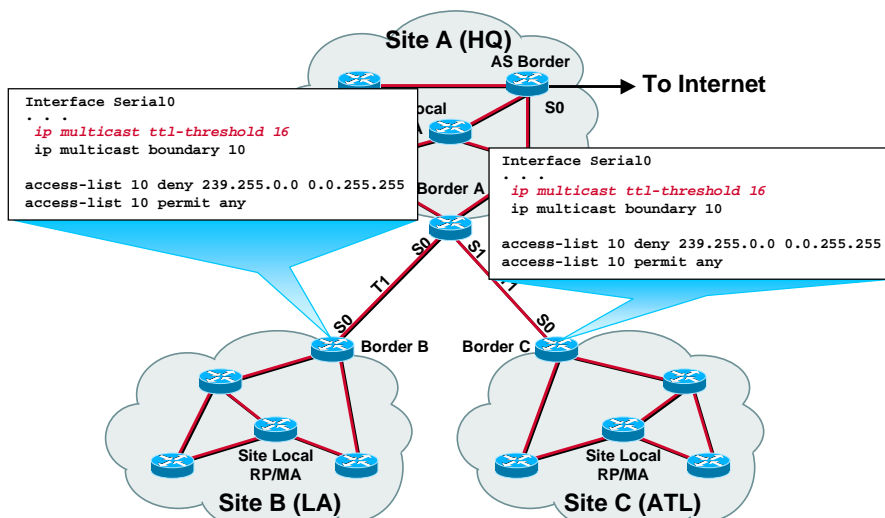 Site A (HQ)
AS Border
To Internet
S0
Interface Serial0
. . .
ip multicast ttl-threshold 16
ip multicast boundary 10
access-list 10 deny 239.255.0.0 0.0.255.255
access-list 10 permit any
Border A
Interface Serial0
. . .
ip multicast ttl-threshold 16
ip multicast boundary 10
access-list 10 deny 239.255.0.0 0.0.255.255
access-list 10 permit any
S0
S1
T1
S0
S0
Border B
Border C
Site Local
RP/MA
Site Local
RP/MA
Site B (LA)
Site C (ATL)